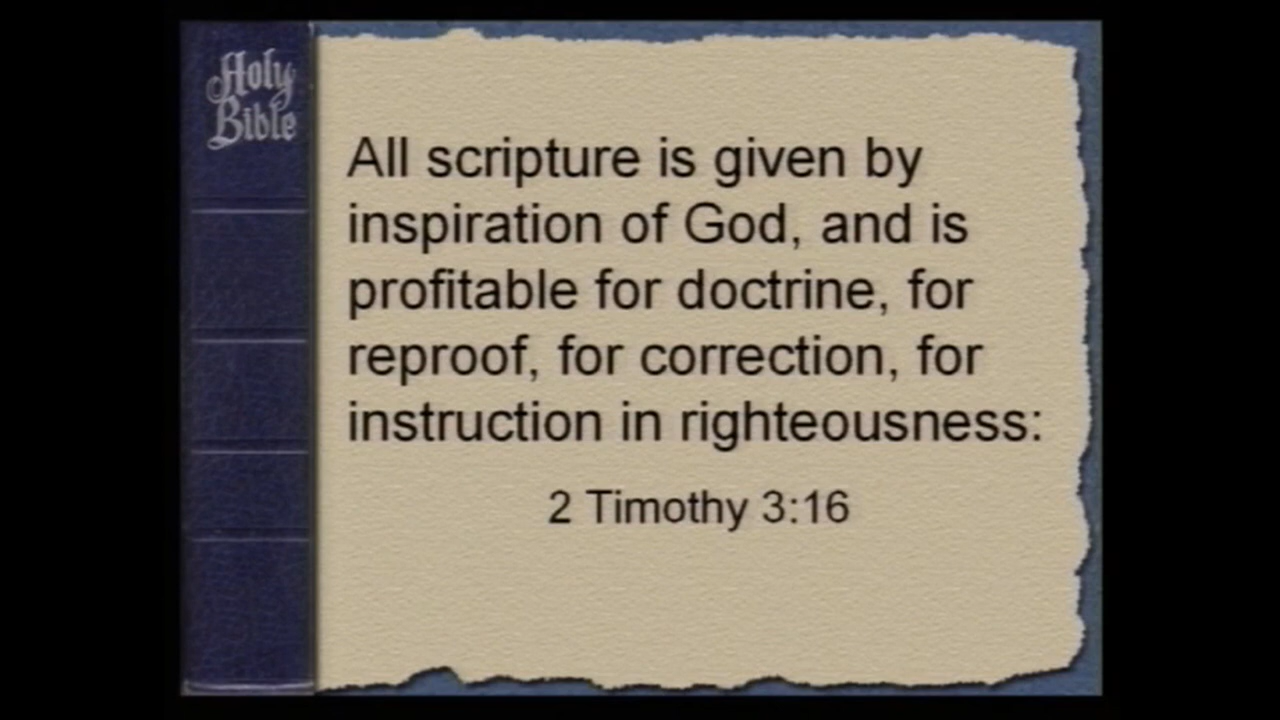 Holy
Bible
All scripture is given by
inspiration of God, and is
profitable for doctrine, for
reproof, for correction, for
instruction in righteousness:
2 Timothy 3:16